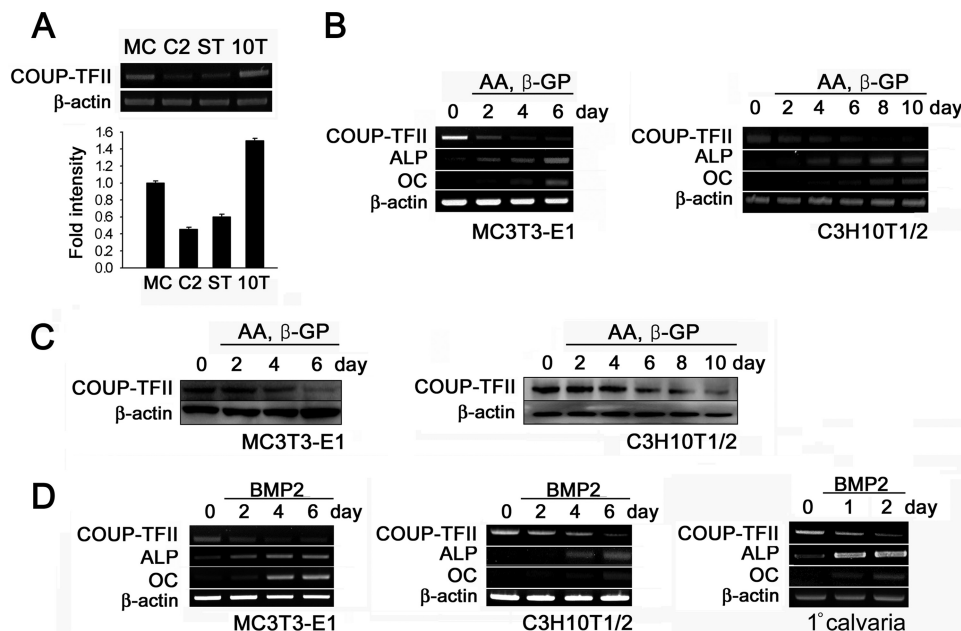 A
MC C2 ST 10T
COUP-TFII
β-actin
1.6
1.4
1.2
1.0
0.8
0.6
0.4
0.2
0.0
Fold intensity
MC C2 ST 10T
B
AA, β-GP
0 2 4 6 day
COUP-TFII
ALP
OC
β-actin
MC3T3-E1
AA, β-GP
0 2 4 6 8 10 day
COUP-TFII
ALP
OC
β-actin
C3H10T1/2
C
AA, β-GP
0 2 4 6 day
COUP-TFII
β-actin
MC3T3-E1
AA, β-GP
0 2 4 6 8 10 day
COUP-TFII
β-actin
C3H10T1/2
D
BMP2
0 2 4 6 day
COUP-TFII
ALP
OC
β-actin
MC3T3-E1
BMP2
0 2 4 6 day
COUP-TFII
ALP
OC
β-actin
C3H10T1/2
BMP2
0 1 2 day
COUP-TFII
ALP
OC
β-actin
1° calvaria